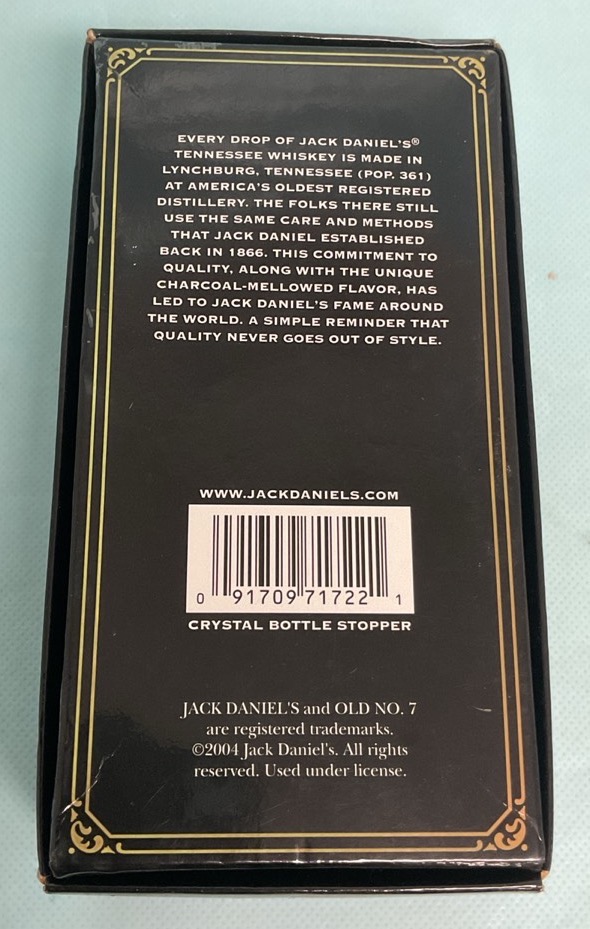 EVERY DROP OF JACK DANIEL'S®
TENNESSEE WHISKEY IS MADE IN
LYNCHBURG, TENNESSEE (POP. 361)
AT AMERICA'S OLDEST REGISTERED
DISTILLERY. THE FOLKS THERE STILL
USE THE SAME CARE AND METHODS
THAT JACK DANIEL ESTABLISHED
BACK IN 1866. THIS COMMITMENT TO
QUALITY, ALONG WITH THE UNIQUE
CHARCOAL-MELLOWED FLAVOR, HAS
LED TO JACK DANIEL'S FAME AROUND
THE WORLD. A SIMPLE REMINDER THAT
QUALITY NEVER GOES OUT OF STYLE.
WWW.JACKDANIELS.COM
0 91709 71722 1
CRYSTAL BOTTLE STOPPER
JACK DANIEL'S and OLD NO. 7
are registered trademarks.
©2004 Jack Daniel's. All rights
reserved. Used under license.